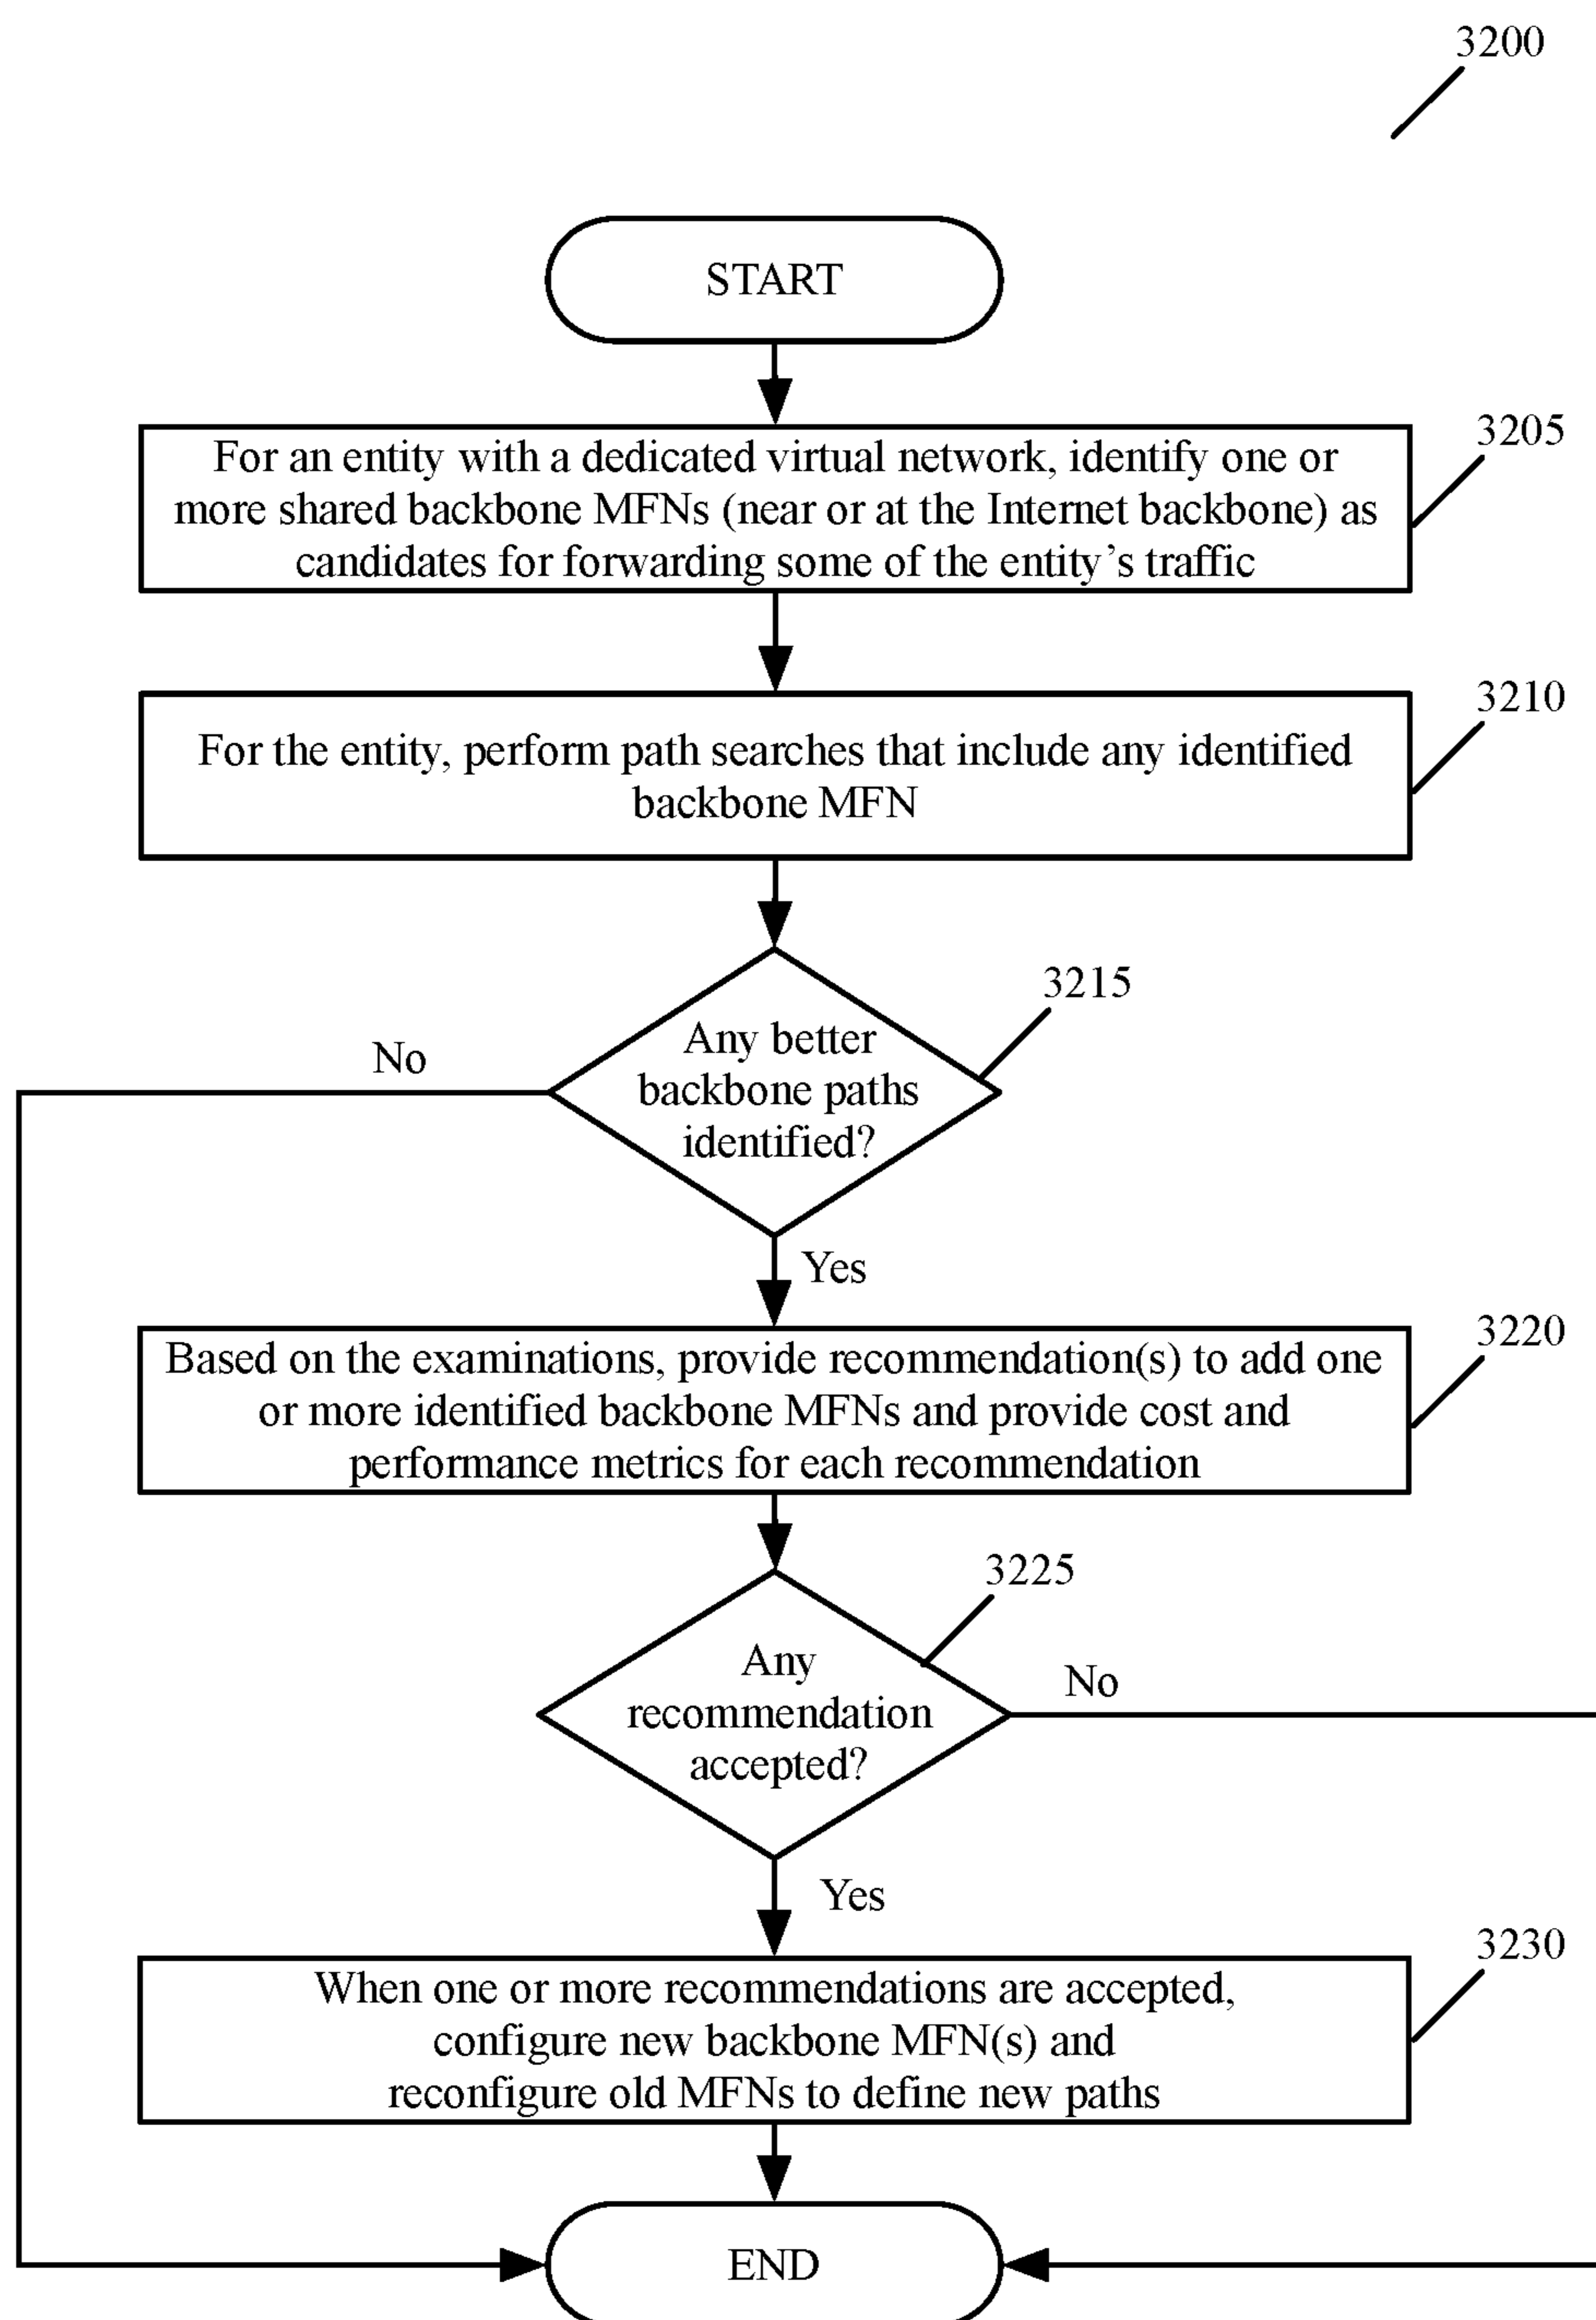 3200
START
3205
For an entity with a dedicated virtual network, identify one or
more shared backbone MFNs (near or at the Internet backbone) as
candidates for forwarding some of the entity’s traffic
3210
For the entity, perform path searches that include any identified
backbone MFN
3215
Any better
backbone paths
identified?
No
Yes
3220
Based on the examinations, provide recommendation(s) to add one
or more identified backbone MFNs and provide cost and
performance metrics for each recommendation
3225
Any
recommendation
accepted?
No
Yes
3230
When one or more recommendations are accepted,
configure new backbone MFN(s) and
reconfigure old MFNs to define new paths
END